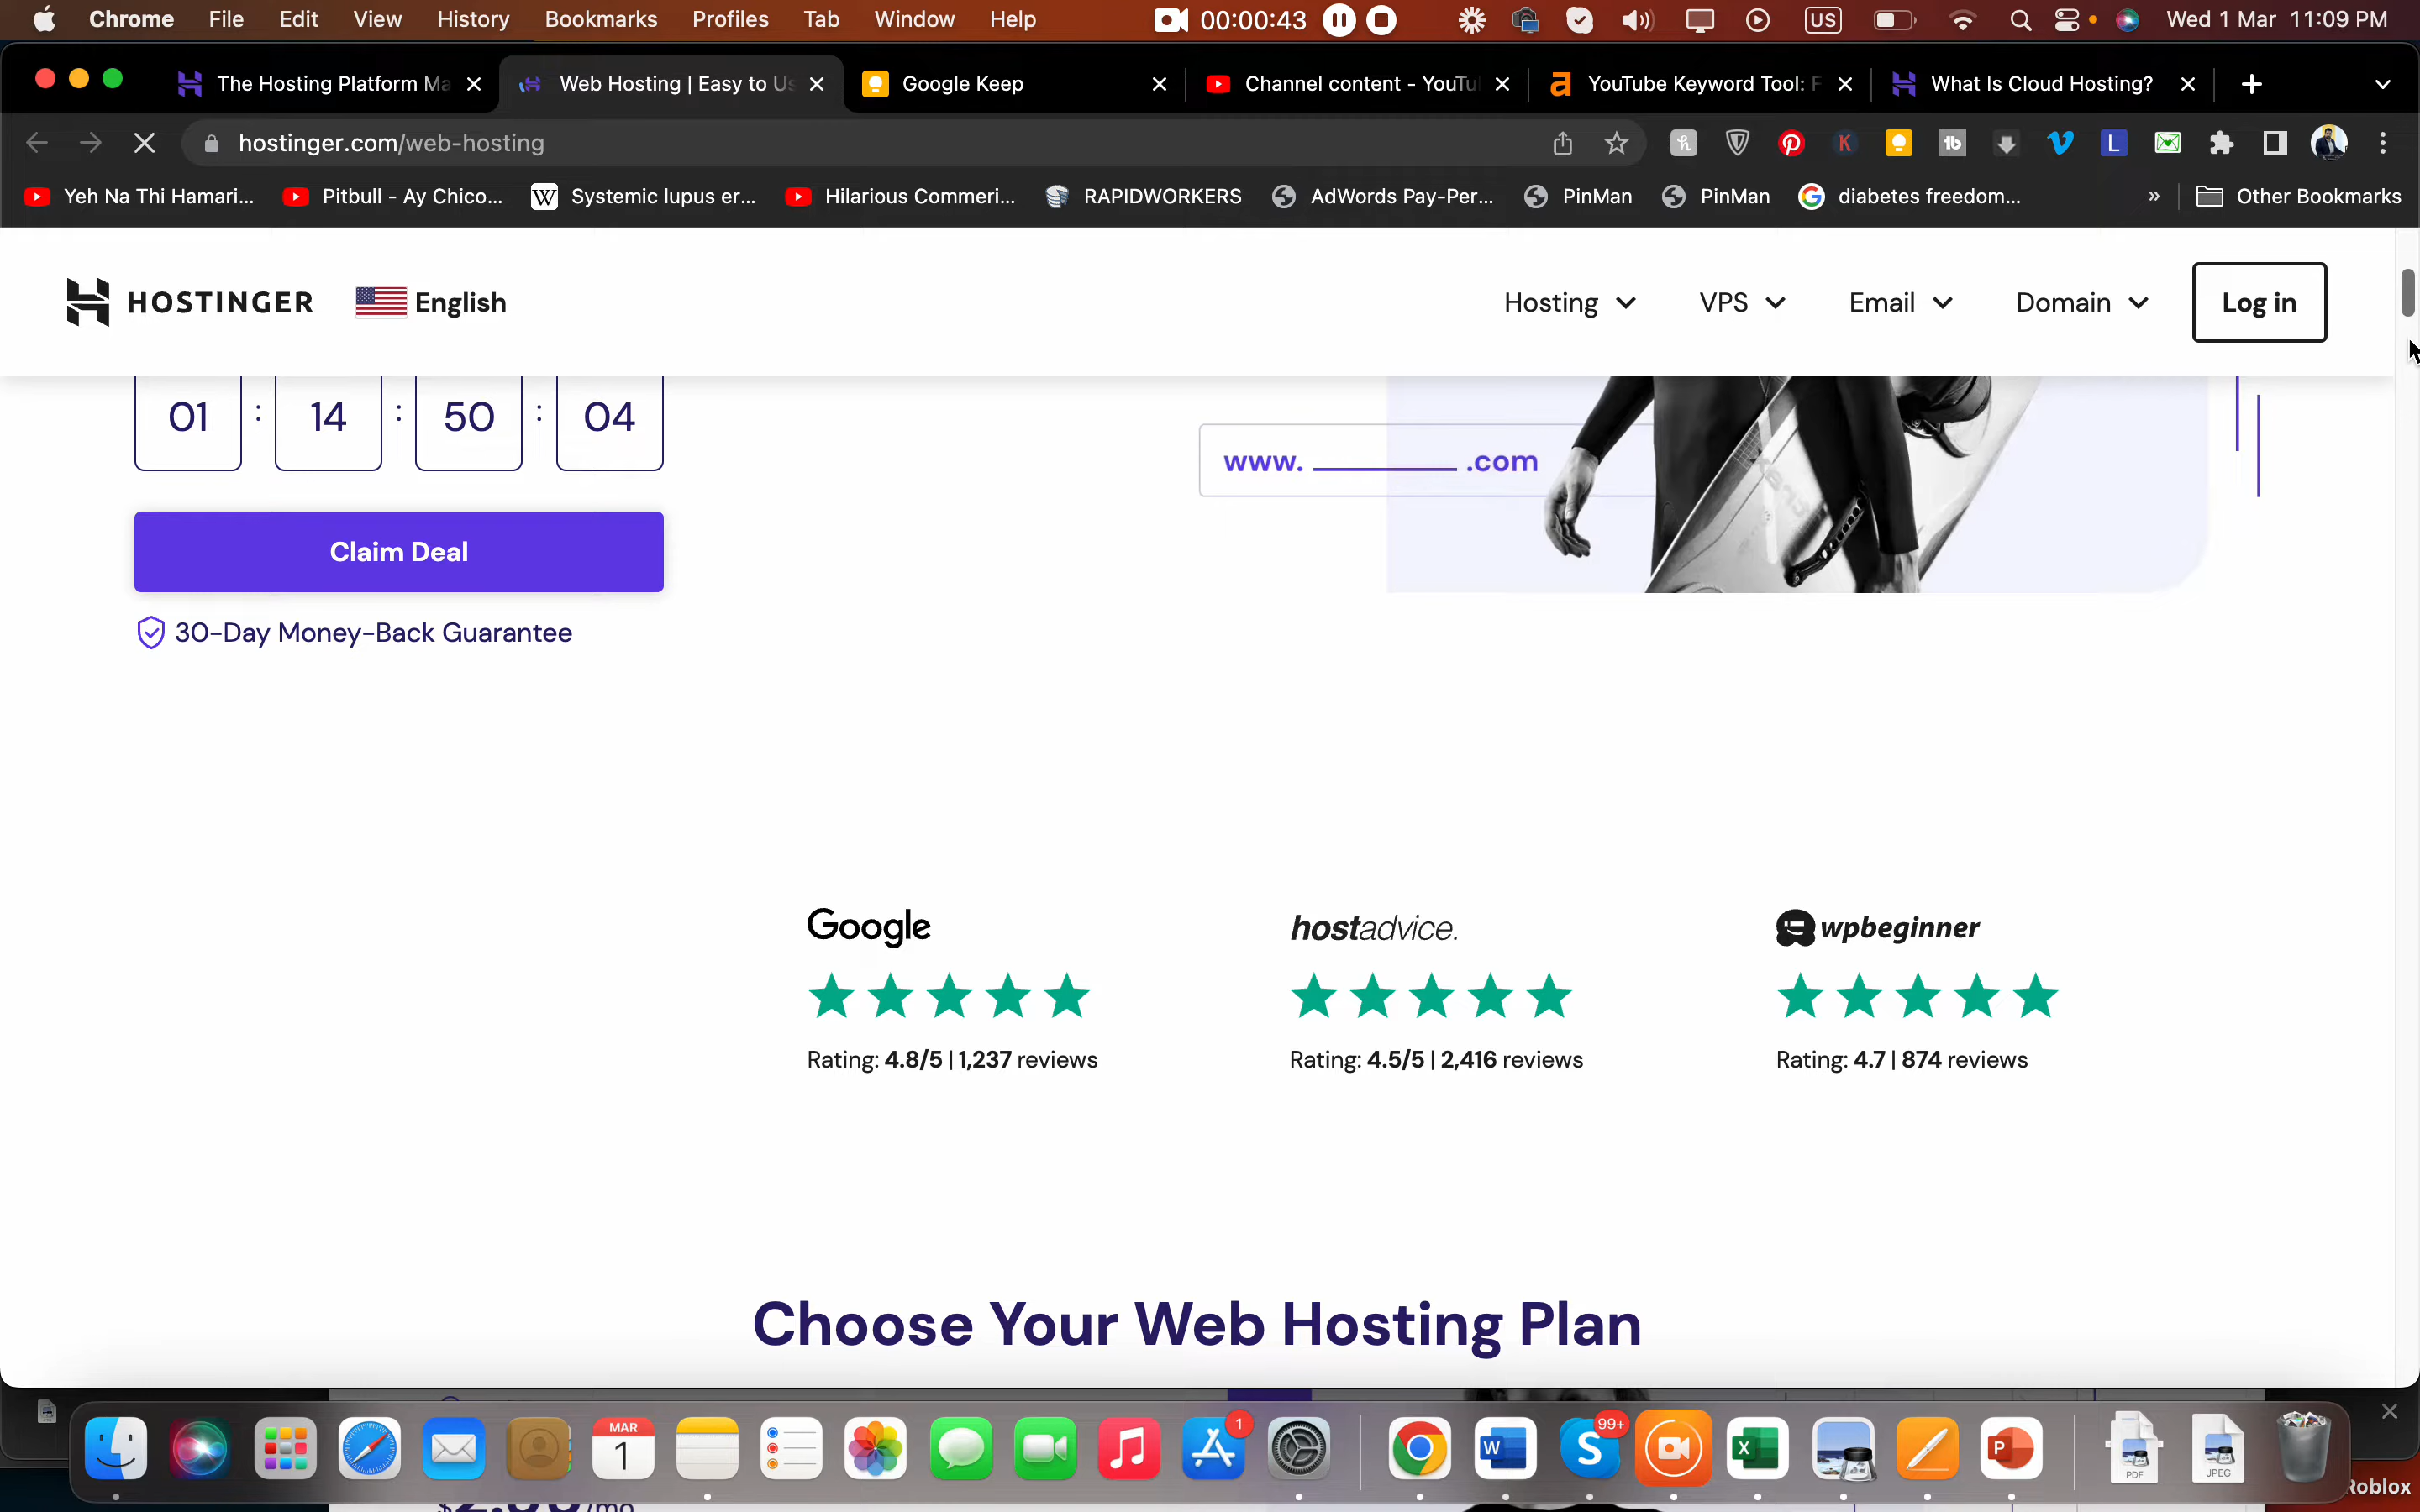 Chrome File Edit View History Bookmarks Profiles Tab Window Help 00:00:43 US Wed 1 Mar 11:09 PM
The Hosting Platform Ma Web Hosting | Easy to Us Google Keep Channel content - YouTu YouTube Keyword Tool: F What Is Cloud Hosting?
hostinger.com/web-hosting
Yeh Na Thi Hamari... Pitbull - Ay Chico... Systemic lupus er... Hilarious Commeri... RAPIDWORKERS AdWords Pay-Per... PinMan PinMan diabetes freedom... » Other Bookmarks
HOSTINGER English Hosting VPS Email Domain Log in
01 : 14 : 50 : 04
www. ________ .com
Claim Deal
30-Day Money-Back Guarantee
Google hostadvice. wpbeginner
Rating: 4.8/5 | 1,237 reviews Rating: 4.5/5 | 2,416 reviews Rating: 4.7 | 874 reviews
Choose Your Web Hosting Plan
MAR 1 1 99+
PDF JPEG
Roblox
/mo